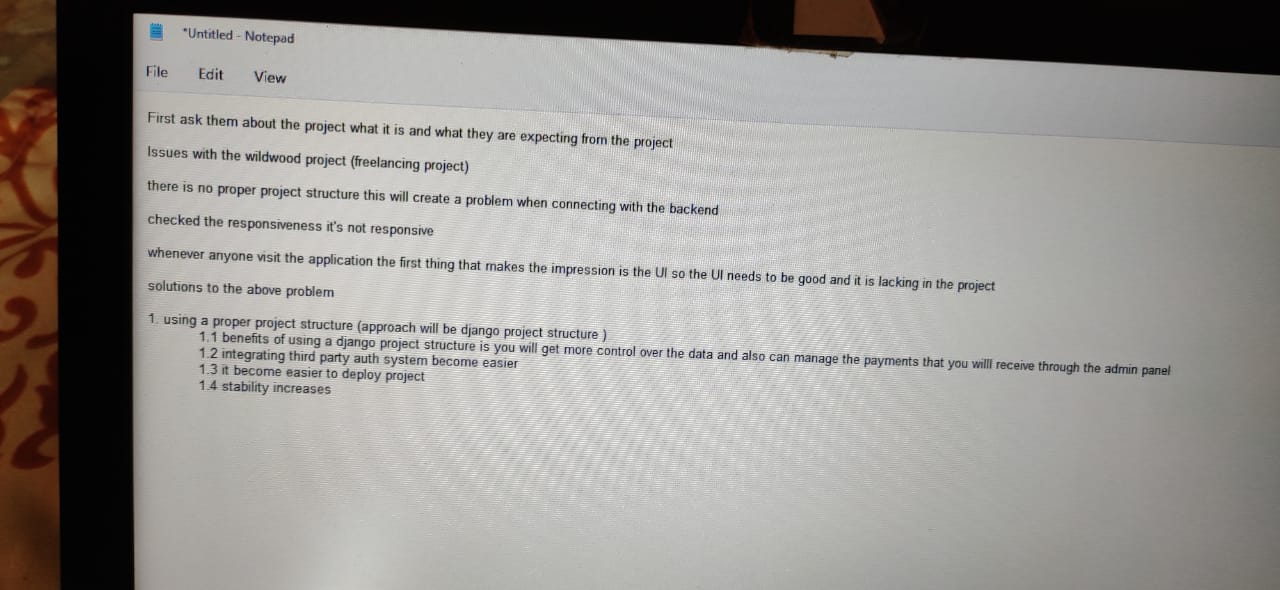 *Untitled - Notepad
File Edit View
First ask them about the project what it is and what they are expecting from the project
Issues with the wildwood project (freelancing project)
there is no proper project structure this will create a problem when connecting with the backend
checked the responsiveness it's not responsive
whenever anyone visit the application the first thing that makes the impression is the UI so the UI needs to be good and it is lacking in the project
solutions to the above problem
1. using a proper project structure (approach will be django project structure )
1.1 benefits of using a django project structure is you will get more control over the data and also can manage the payments that you willl receive through the admin panel
1.2 integrating third party auth system become easier
1.3 it become easier to deploy project
1.4 stability increases